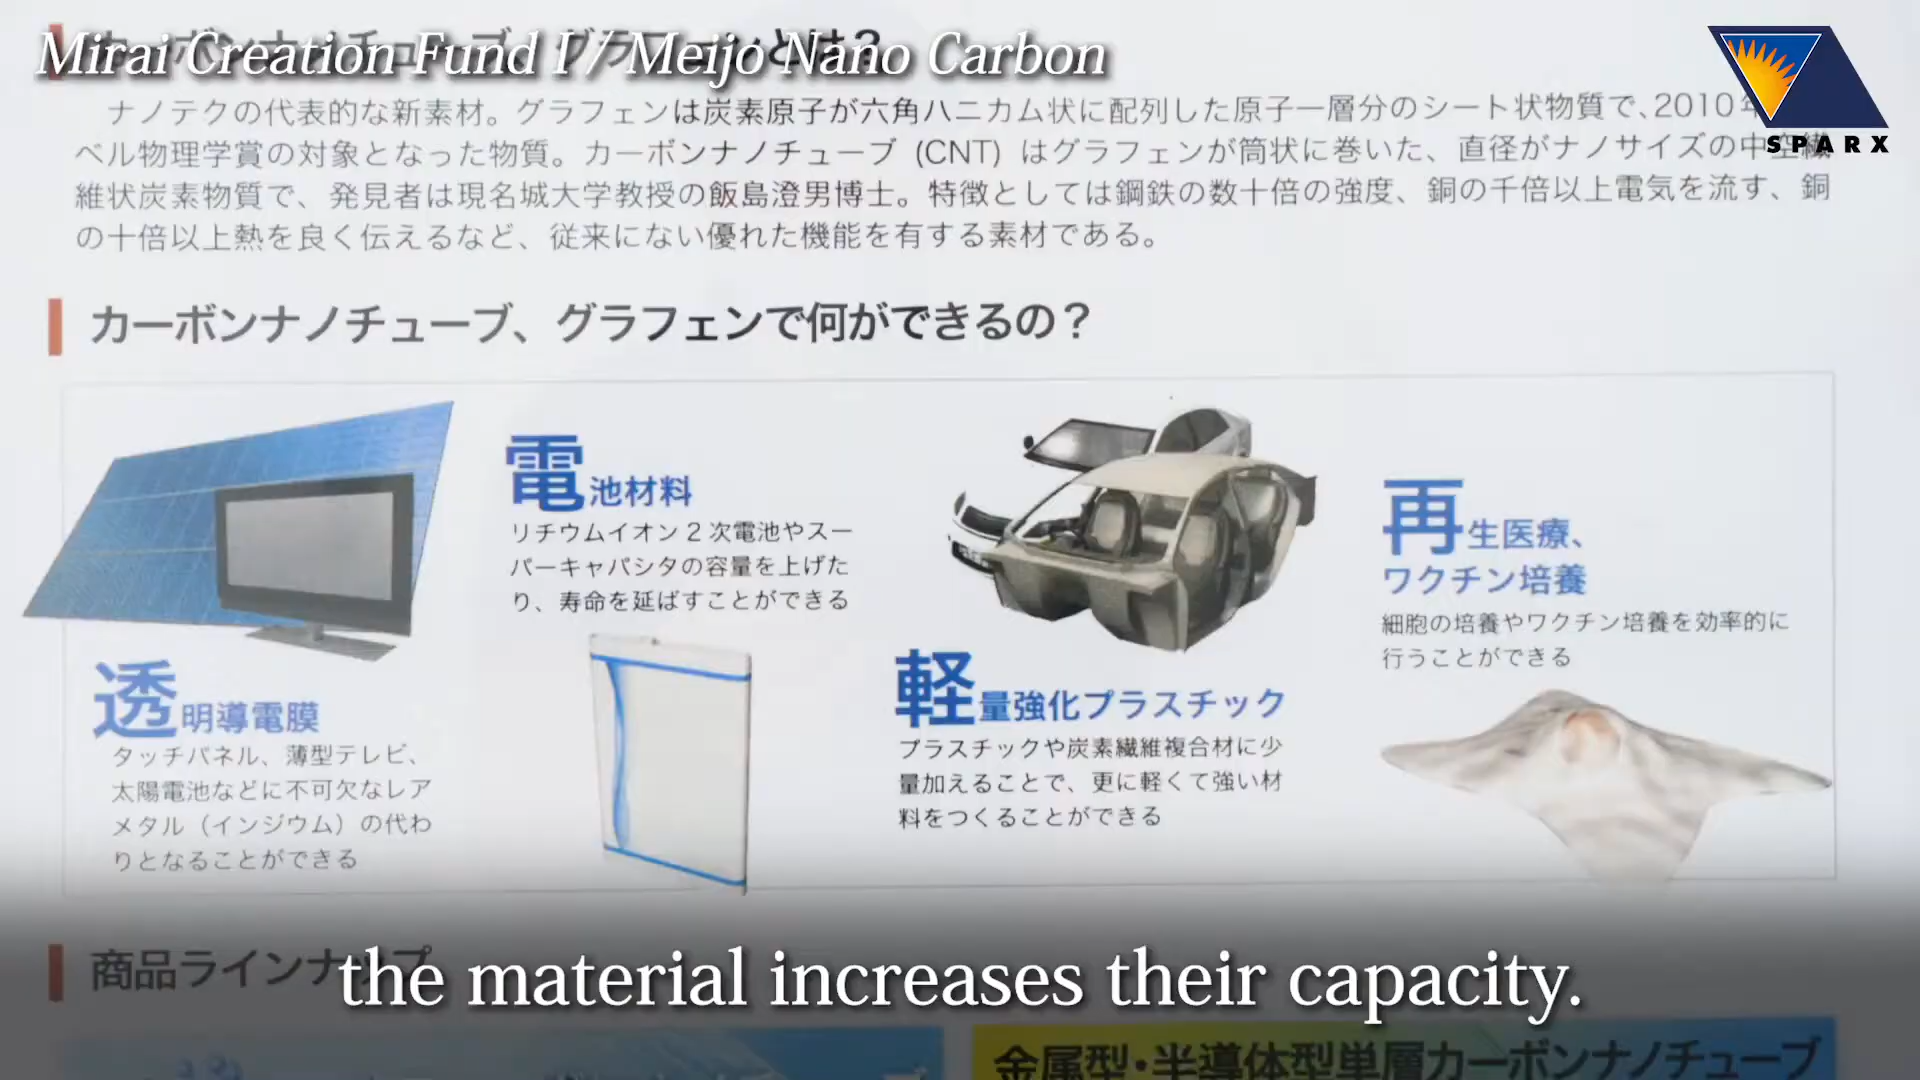 Mirai Creation Fund I / Meijo Nano Carbon
SPARX
ナノテクの代表的な新素材。グラフェンは炭素原子が六角ハニカム状に配列した原子一層分のシート状物質で、2010年
ベル物理学賞の対象となった物質。カーボンナノチューブ (CNT) はグラフェンが筒状に巻いた、直径がナノサイズの中空繊
維状炭素物質で、発見者は現名城大学教授の飯島澄男博士。特徴としては鋼鉄の数十倍の強度、銅の千倍以上電気を流す、銅
の十倍以上熱を良く伝えるなど、従来にない優れた機能を有する素材である。
カーボンナノチューブ、グラフェンで何ができるの？
透明導電膜
タッチパネル、薄型テレビ、
太陽電池などに不可欠なレア
メタル（インジウム）の代わ
りとなることができる
電池材料
リチウムイオン2次電池やスー
パーキャパシタの容量を上げた
り、寿命を延ばすことができる
軽量強化プラスチック
プラスチックや炭素繊維複合材に少
量加えることで、更に軽くて強い材
料をつくることができる
再生医療、
ワクチン培養
細胞の培養やワクチン培養を効率的に
行うことができる
商品ラインナップ
the material increases their capacity.
金属型・半導体型単層カーボンナノチューブ